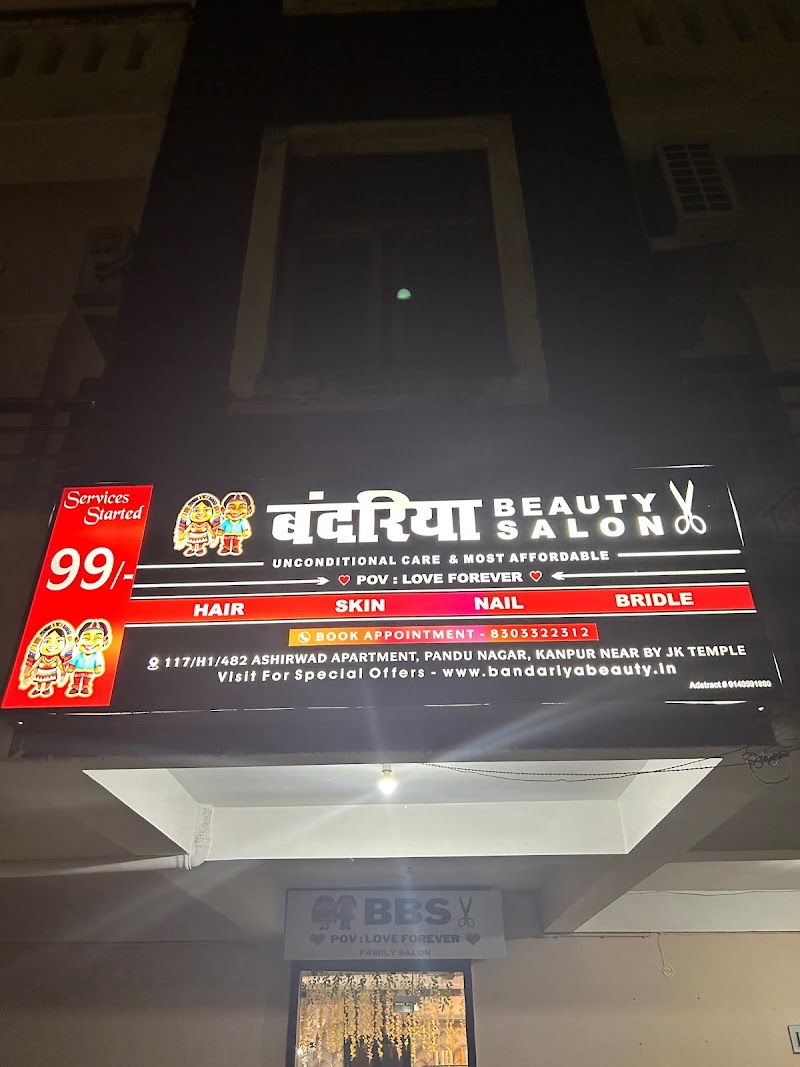 Services
Started
99/-
बंदरिया BEAUTY SALON
UNCONDITIONAL CARE & MOST AFFORDABLE
POV : LOVE FOREVER
HAIR SKIN NAIL BRIDLE
BOOK APPOINTMENT - 8303322312
117/H1/482 ASHIRWAD APARTMENT, PANDU NAGAR, KANPUR NEAR BY JK TEMPLE
Visit For Special Offers - www.bandariyabeauty.in
Adstract # 9140591980
BBS
POV : LOVE FOREVER
FAMILY SALON